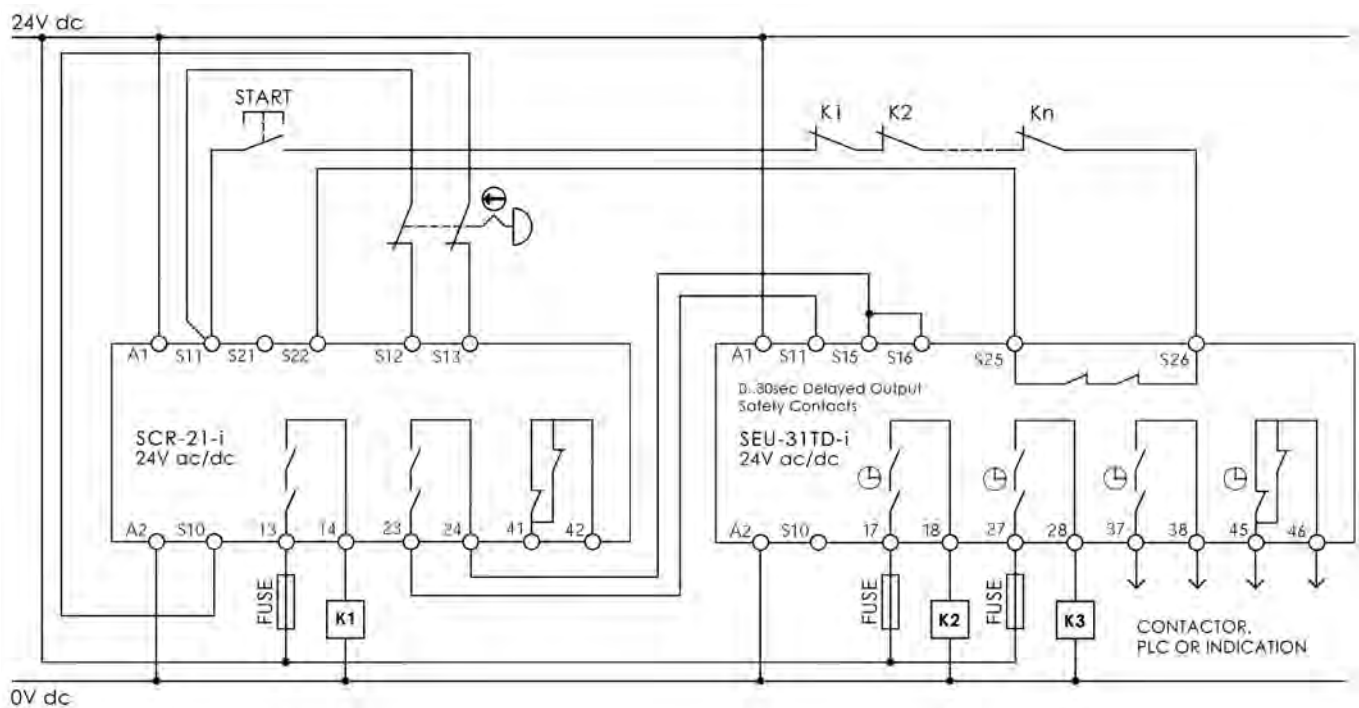 24V dc
START
K1 K2 Kn
A1 S11 S21 S22 S12 S13
A1 S11 S15 S16 S25 S26
0..30sec Delayed Output
Safety Contacts
SCR-21-i
24V ac/dc
SEU-31TD-i
24V ac/dc
A2 S10 13 14 23 24 41 42
A2 S10 17 18 27 28 37 38 45 46
FUSE K1 FUSE K2 FUSE K3
CONTACTOR,
PLC OR INDICATION
0V dc